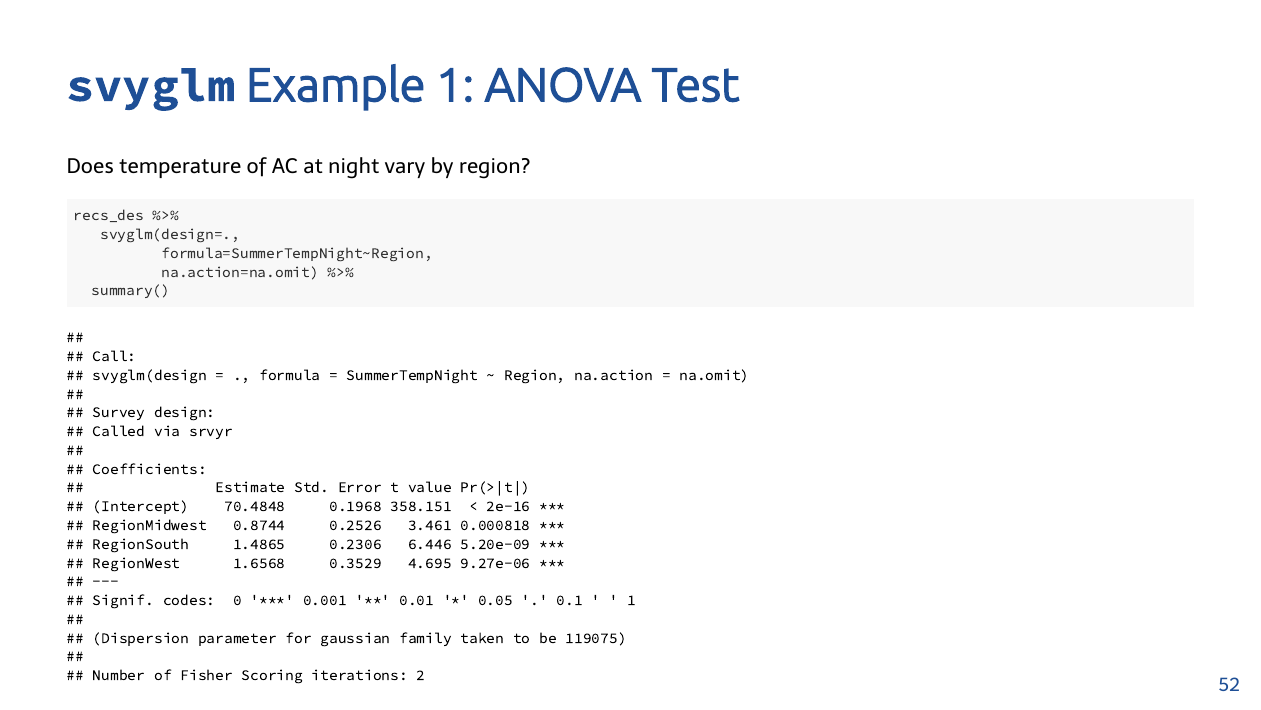 svyglm Example 1: ANOVA Test
Does temperature of AC at night vary by region?
recs_des %>%
   svyglm(design=.,
          formula=SummerTempNight~Region,
          na.action=na.omit) %>%
  summary()
##
## Call:
## svyglm(design = ., formula = SummerTempNight ~ Region, na.action = na.omit)
##
## Survey design:
## Called via srvyr
##
## Coefficients:
##               Estimate Std. Error t value Pr(>|t|)
## (Intercept)    70.4848     0.1968 358.151  < 2e-16 ***
## RegionMidwest   0.8744     0.2526   3.461 0.000818 ***
## RegionSouth     1.4865     0.2306   6.446 5.20e-09 ***
## RegionWest      1.6568     0.3529   4.695 9.27e-06 ***
## ---
## Signif. codes:  0 '***' 0.001 '**' 0.01 '*' 0.05 '.' 0.1 ' ' 1
##
## (Dispersion parameter for gaussian family taken to be 119075)
##
## Number of Fisher Scoring iterations: 2
52